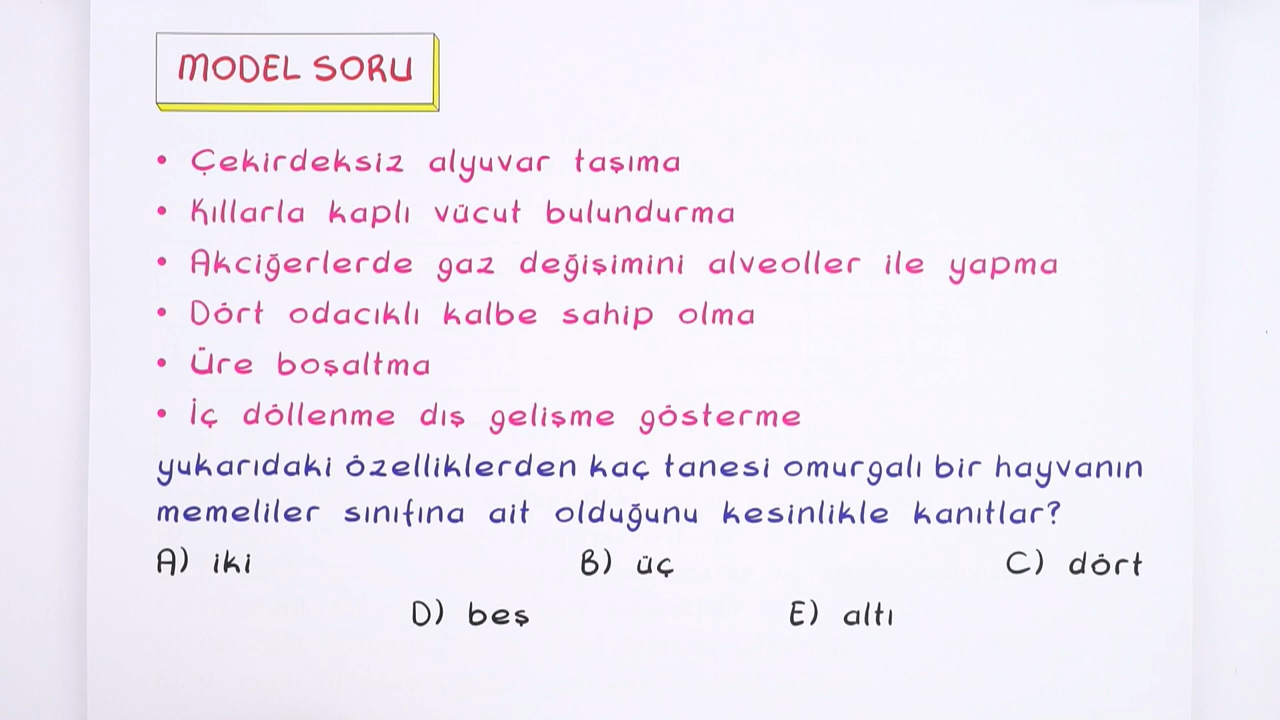 MODEL SORU
• Çekirdeksiz alyuvar taşıma
• Kıllarla kaplı vücut bulundurma
• Akciğerlerde gaz değişimini alveoller ile yapma
• Dört odacıklı kalbe sahip olma
• Üre boşaltma
• İç döllenme dış gelişme gösterme
yukarıdaki özelliklerden kaç tanesi omurgalı bir hayvanın
memeliler sınıfına ait olduğunu kesinlikle kanıtlar?
A) iki B) üç C) dört
D) beş E) altı